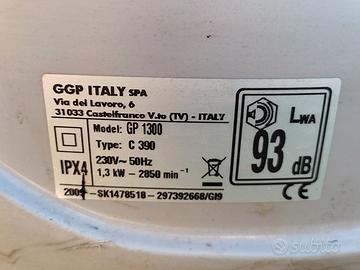 GGP ITALY SPA
Via del Lavoro, 6
31033 Castelfranco V.to (TV) - ITALY
Model: GP 1300
Type: C 390
IPX4
230V~ 50Hz
1,3 kW - 2850 min⁻¹
2009 - SK1478518 - 297392668/GI9
LWA
93 dB
CE
subito